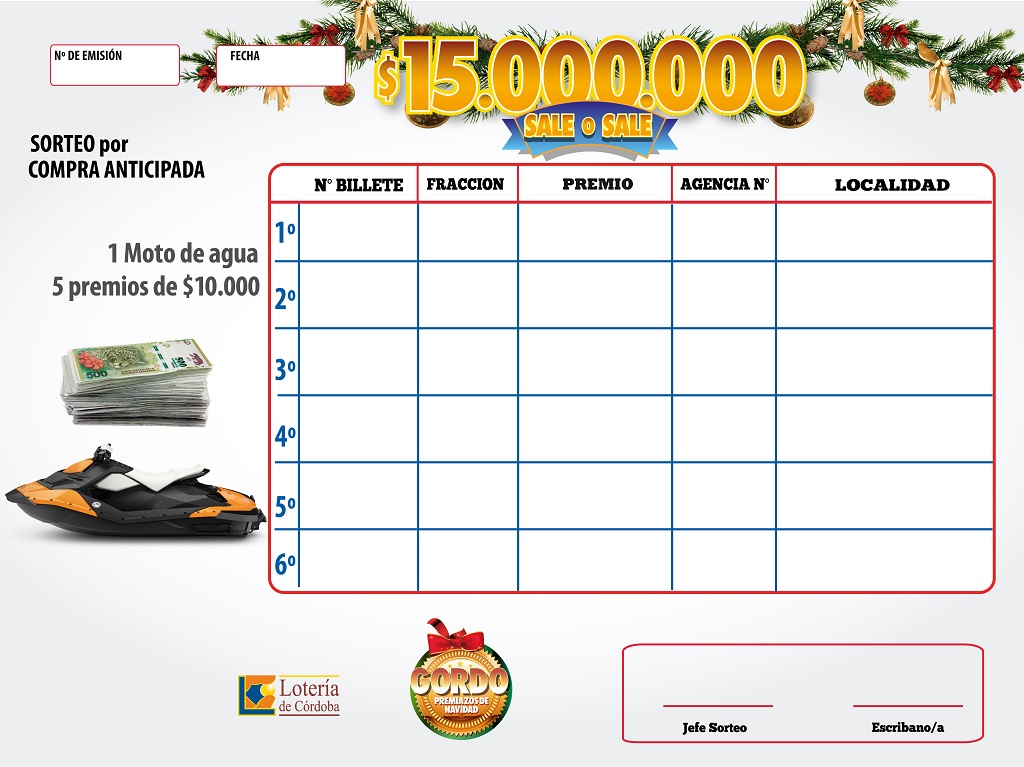 Nº DE EMISIÓN
FECHA
$15.000.000
SALE o SALE
SORTEO por
COMPRA ANTICIPADA
1 Moto de agua
5 premios de $10.000
N° BILLETE FRACCION PREMIO AGENCIA N° LOCALIDAD
1º
2º
3º
4º
5º
6º
500
500
Lotería
de Córdoba
GORDO
PREMIAZOS DE
NAVIDAD
Jefe Sorteo
Escribano/a